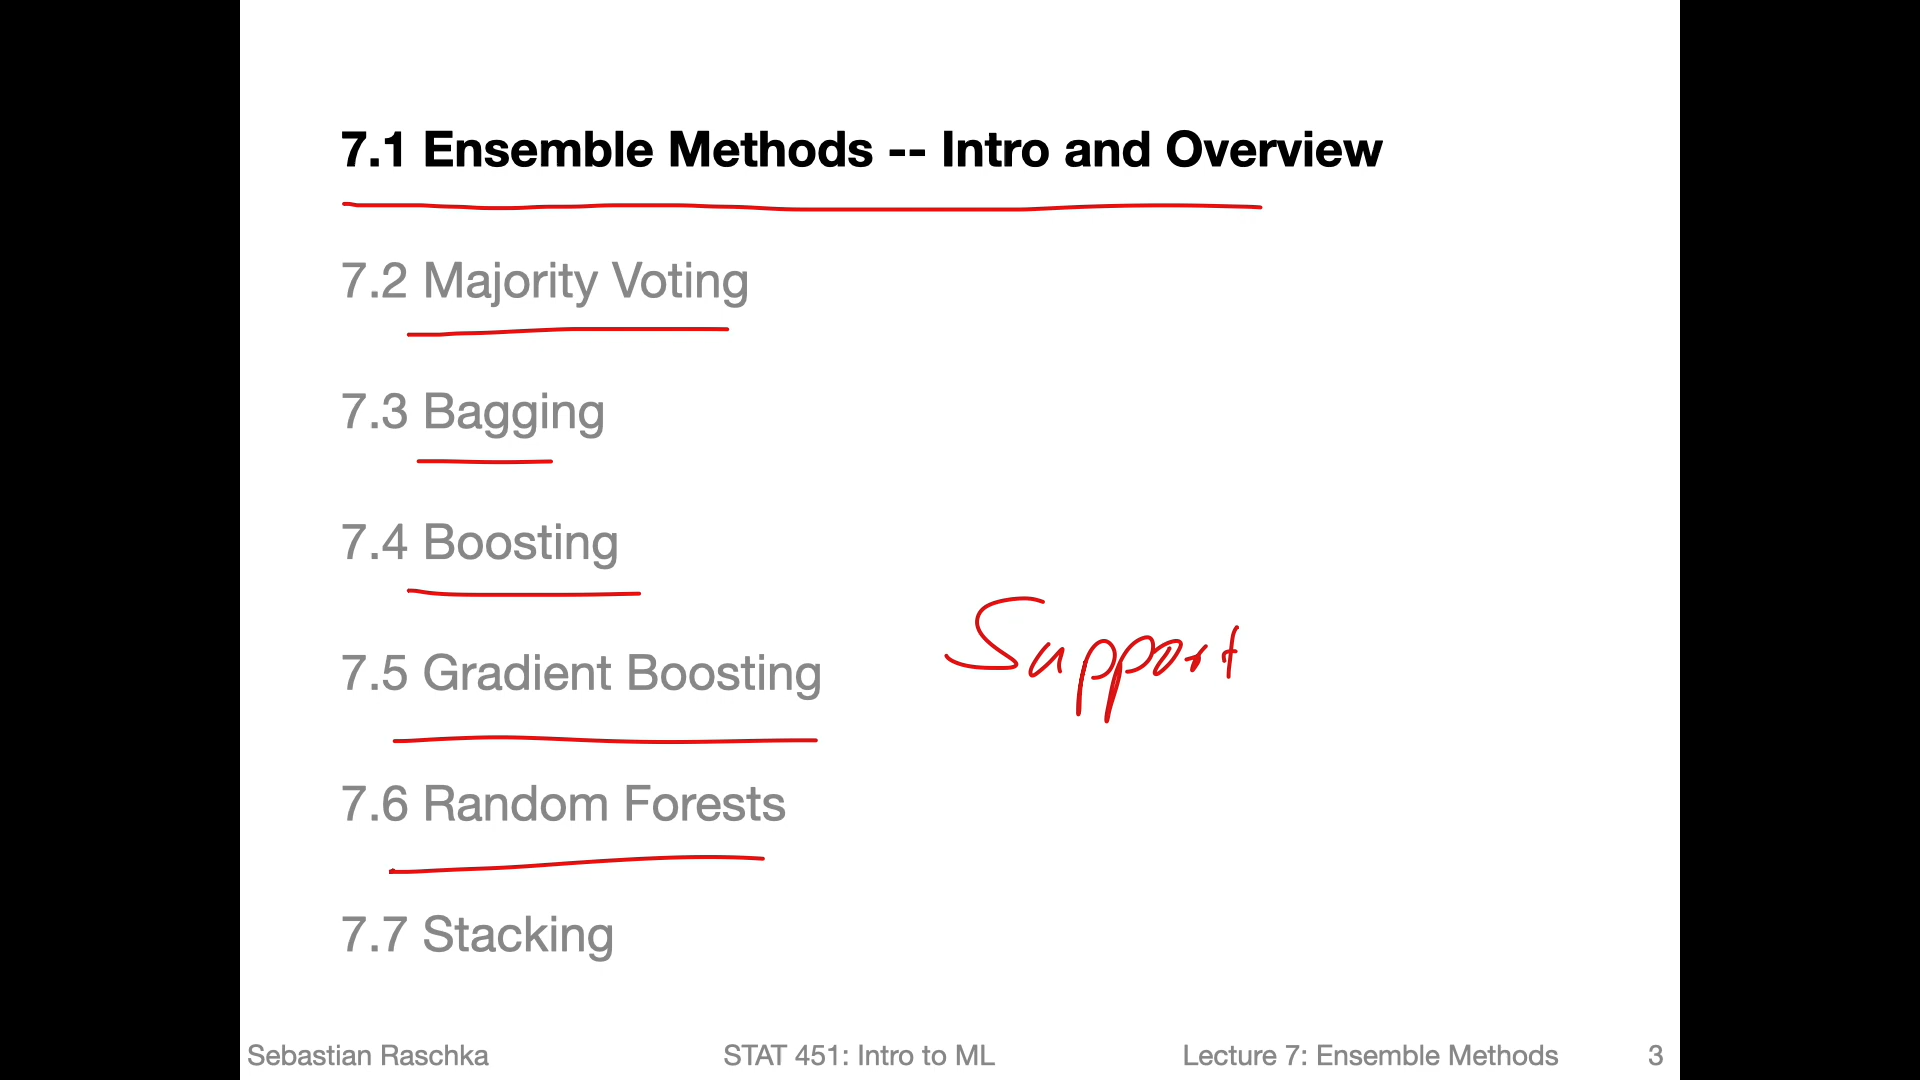 7.1 Ensemble Methods -- Intro and Overview
7.2 Majority Voting
7.3 Bagging
7.4 Boosting
7.5 Gradient Boosting
Support
7.6 Random Forests
7.7 Stacking
Sebastian Raschka STAT 451: Intro to ML Lecture 7: Ensemble Methods 3